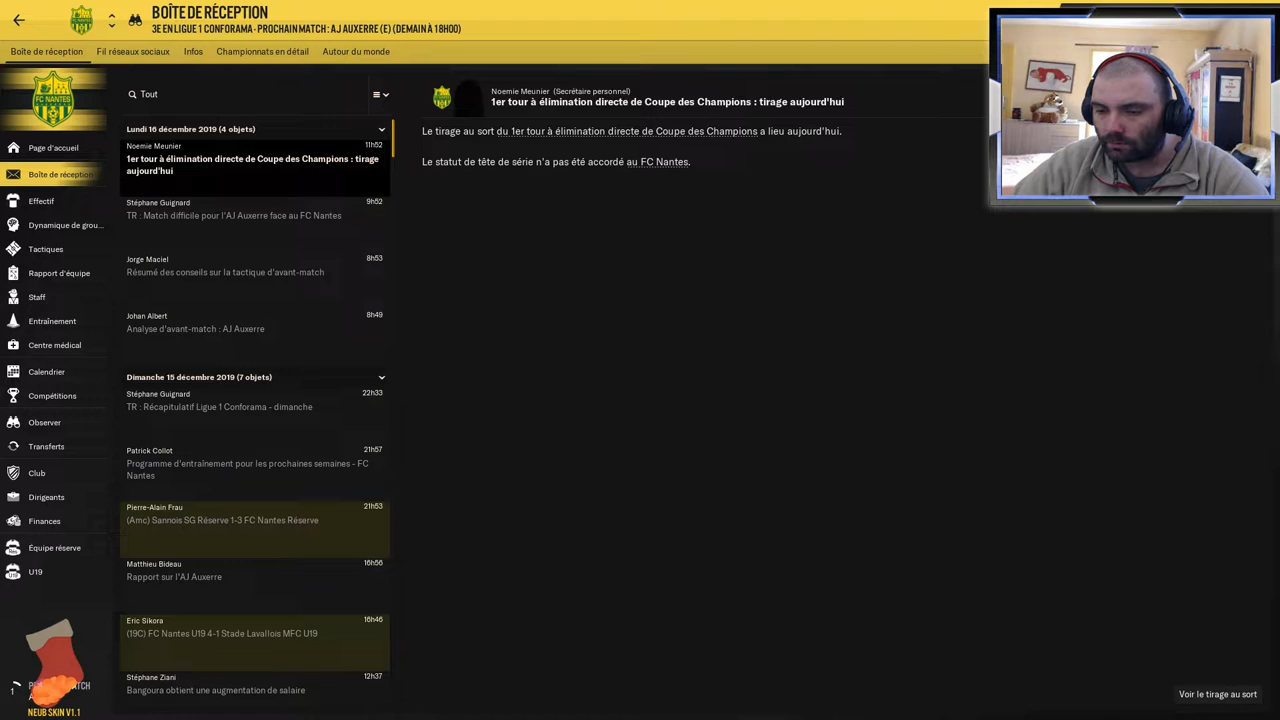 BOÎTE DE RÉCEPTION
3E EN LIGUE 1 CONFORAMA - PROCHAIN MATCH : AJ AUXERRE (E) (DEMAIN À 18H00)
Boîte de réception
Fil réseaux sociaux
Infos
Championnats en détail
Autour du monde
FC NANTES
Page d'accueil
Boîte de réception
Effectif
Dynamique de grou...
Tactiques
Rapport d'équipe
Staff
Entraînement
Centre médical
Calendrier
Compétitions
Observer
Transferts
Club
Dirigeants
Finances
Équipe réserve
U19
NEUB SKIN V1.1
Tout
Lundi 16 décembre 2019 (4 objets)
Noemie Meunier 11h52
1er tour à élimination directe de Coupe des Champions : tirage
aujourd'hui
Stéphane Guignard 9h52
TR : Match difficile pour l'AJ Auxerre face au FC Nantes
Jorge Maciel 8h53
Résumé des conseils sur la tactique d'avant-match
Johan Albert 8h49
Analyse d'avant-match : AJ Auxerre
Dimanche 15 décembre 2019 (7 objets)
Stéphane Guignard 22h33
TR : Récapitulatif Ligue 1 Conforama - dimanche
Patrick Collot 21h57
Programme d'entraînement pour les prochaines semaines - FC
Nantes
Pierre-Alain Frau 21h53
(Amc) Sannois SG Réserve 1-3 FC Nantes Réserve
Matthieu Bideau 16h56
Rapport sur l'AJ Auxerre
Eric Sikora 16h46
(19C) FC Nantes U19 4-1 Stade Lavallois MFC U19
Stéphane Ziani 12h37
Bangoura obtient une augmentation de salaire
Noemie Meunier (Secrétaire personnel)
1er tour à élimination directe de Coupe des Champions : tirage aujourd'hui
Le tirage au sort du 1er tour à élimination directe de Coupe des Champions a lieu aujourd'hui.
Le statut de tête de série n'a pas été accordé au FC Nantes.
Voir le tirage au sort